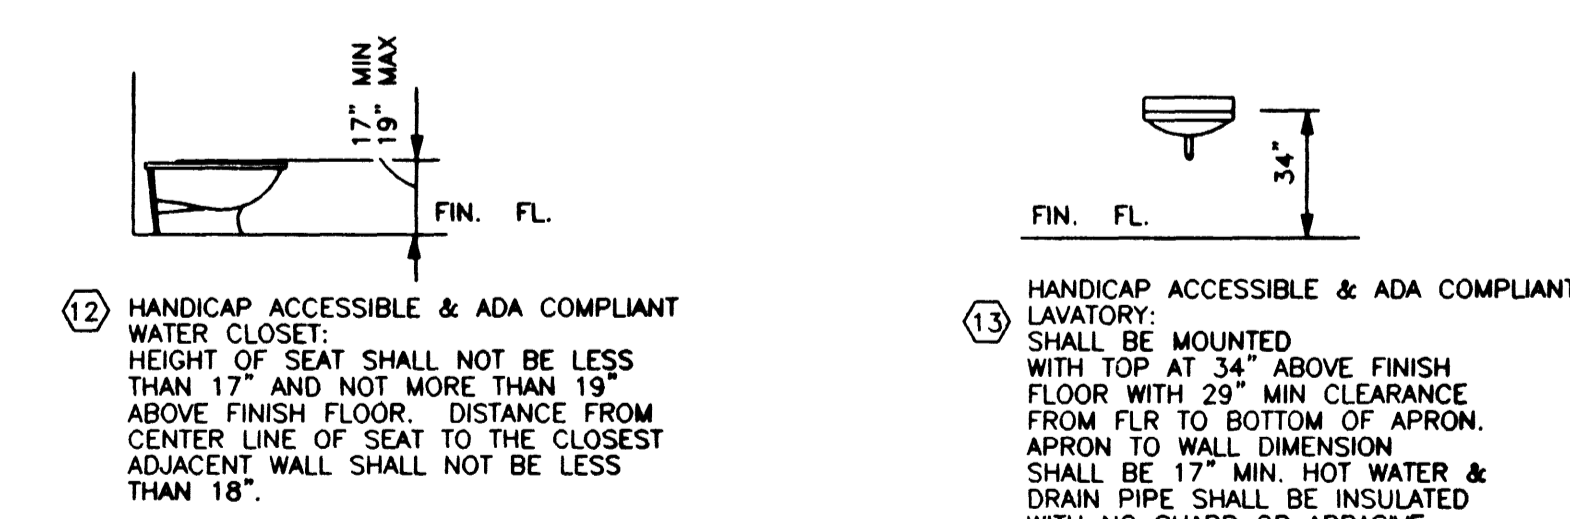 17" MIN
19" MAX
FIN. FL.
12
HANDICAP ACCESSIBLE & ADA COMPLIANT
WATER CLOSET:
HEIGHT OF SEAT SHALL NOT BE LESS
THAN 17" AND NOT MORE THAN 19"
ABOVE FINISH FLOOR. DISTANCE FROM
CENTER LINE OF SEAT TO THE CLOSEST
ADJACENT WALL SHALL NOT BE LESS
THAN 18".
34"
FIN. FL.
13
HANDICAP ACCESSIBLE & ADA COMPLIANT
LAVATORY:
SHALL BE MOUNTED
WITH TOP AT 34" ABOVE FINISH
FLOOR WITH 29" MIN CLEARANCE
FROM FLR TO BOTTOM OF APRON.
APRON TO WALL DIMENSION
SHALL BE 17" MIN. HOT WATER &
DRAIN PIPE SHALL BE INSULATED